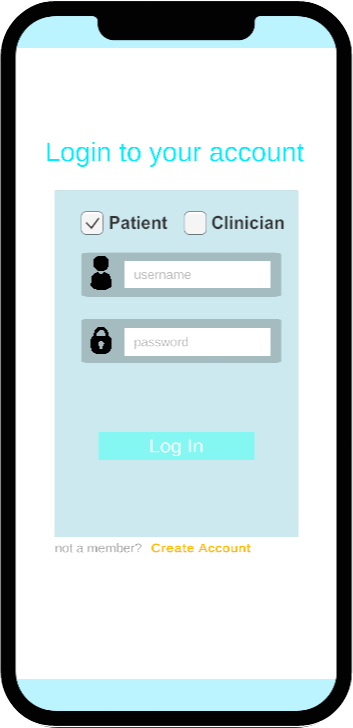 Login to your account
Patient Clinician
username
password
Log In
not a member? Create Account